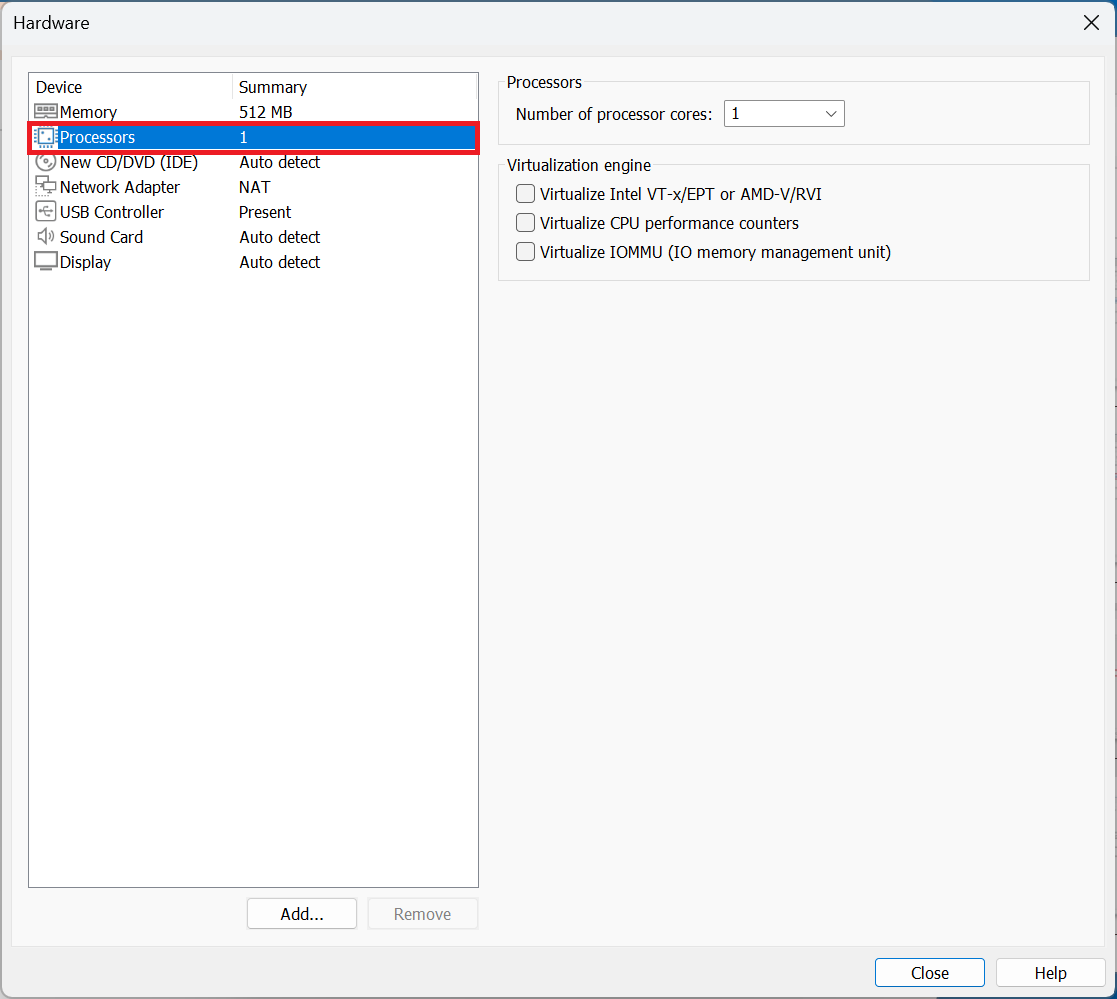 Hardware
Device Summary
Memory 512 MB
Processors 1
New CD/DVD (IDE) Auto detect
Network Adapter NAT
USB Controller Present
Sound Card Auto detect
Display Auto detect
Add...
Remove
Processors
Number of processor cores: 1
Virtualization engine
Virtualize Intel VT-x/EPT or AMD-V/RVI
Virtualize CPU performance counters
Virtualize IOMMU (IO memory management unit)
Close
Help